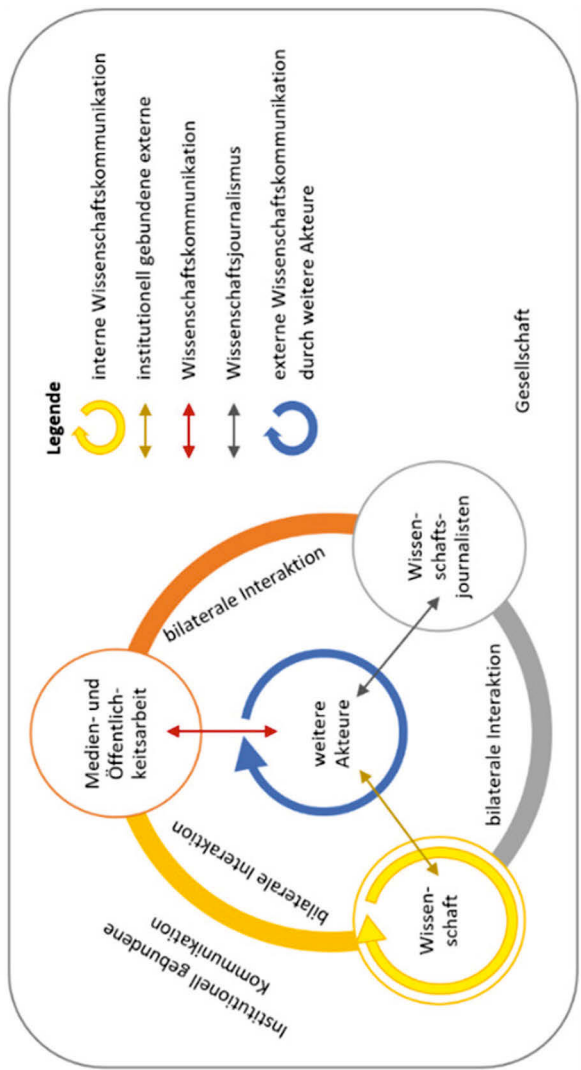 Institutionell gebundene
Kommunikation
bilaterale Interaktion
Medien- und
Öffentlich-
keitsarbeit
bilaterale Interaktion
weitere
Akteure
Wissen-
schaft
Wissen-
schafts-
journalisten
bilaterale Interaktion
Legende
interne Wissenschaftskommunikation
institutionell gebundene externe
Wissenschaftskommunikation
Wissenschaftsjournalismus
externe Wissenschaftskommunikation
durch weitere Akteure
Gesellschaft